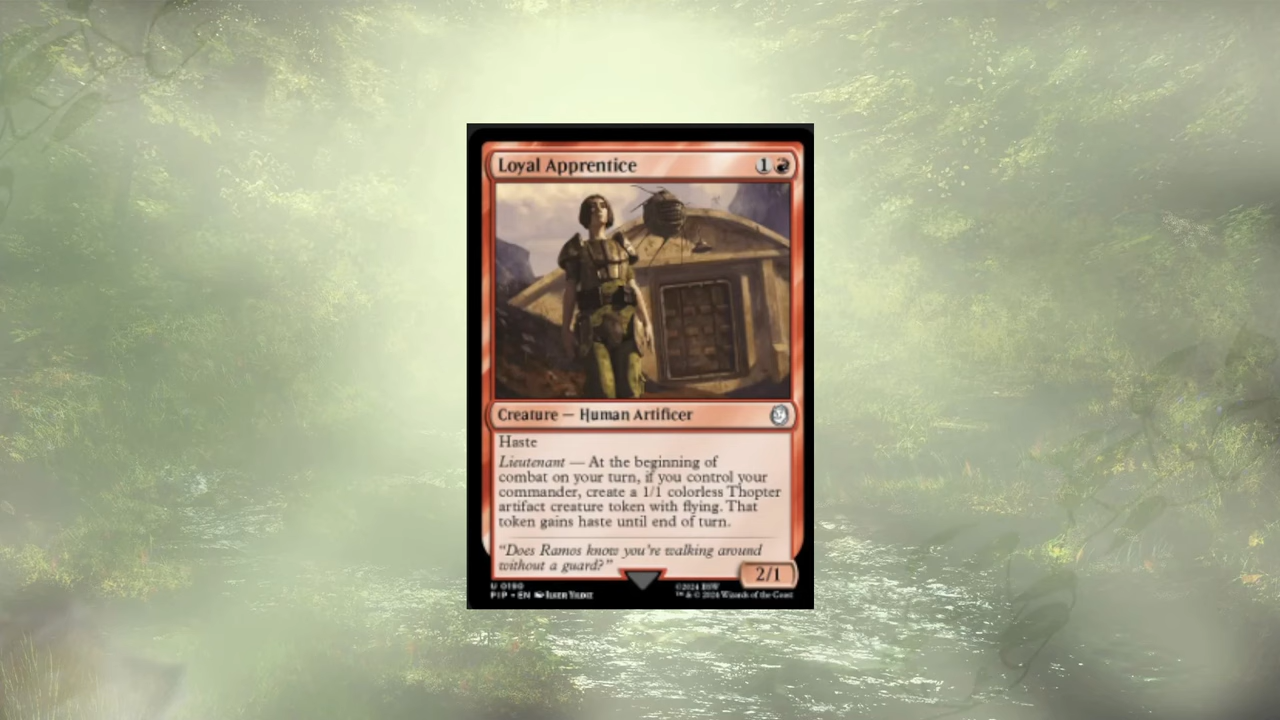 Loyal Apprentice 1
Creature — Human Artificer
Haste
Lieutenant — At the beginning of
combat on your turn, if you control your
commander, create a 1/1 colorless Thopter
artifact creature token with flying. That
token gains haste until end of turn.
"Does Ramos know you're walking around
without a guard?"
2/1
U 0190
PIP • EN Ilker Yildiz
©2024 BSW
™ & © 2024 Wizards of the Coast